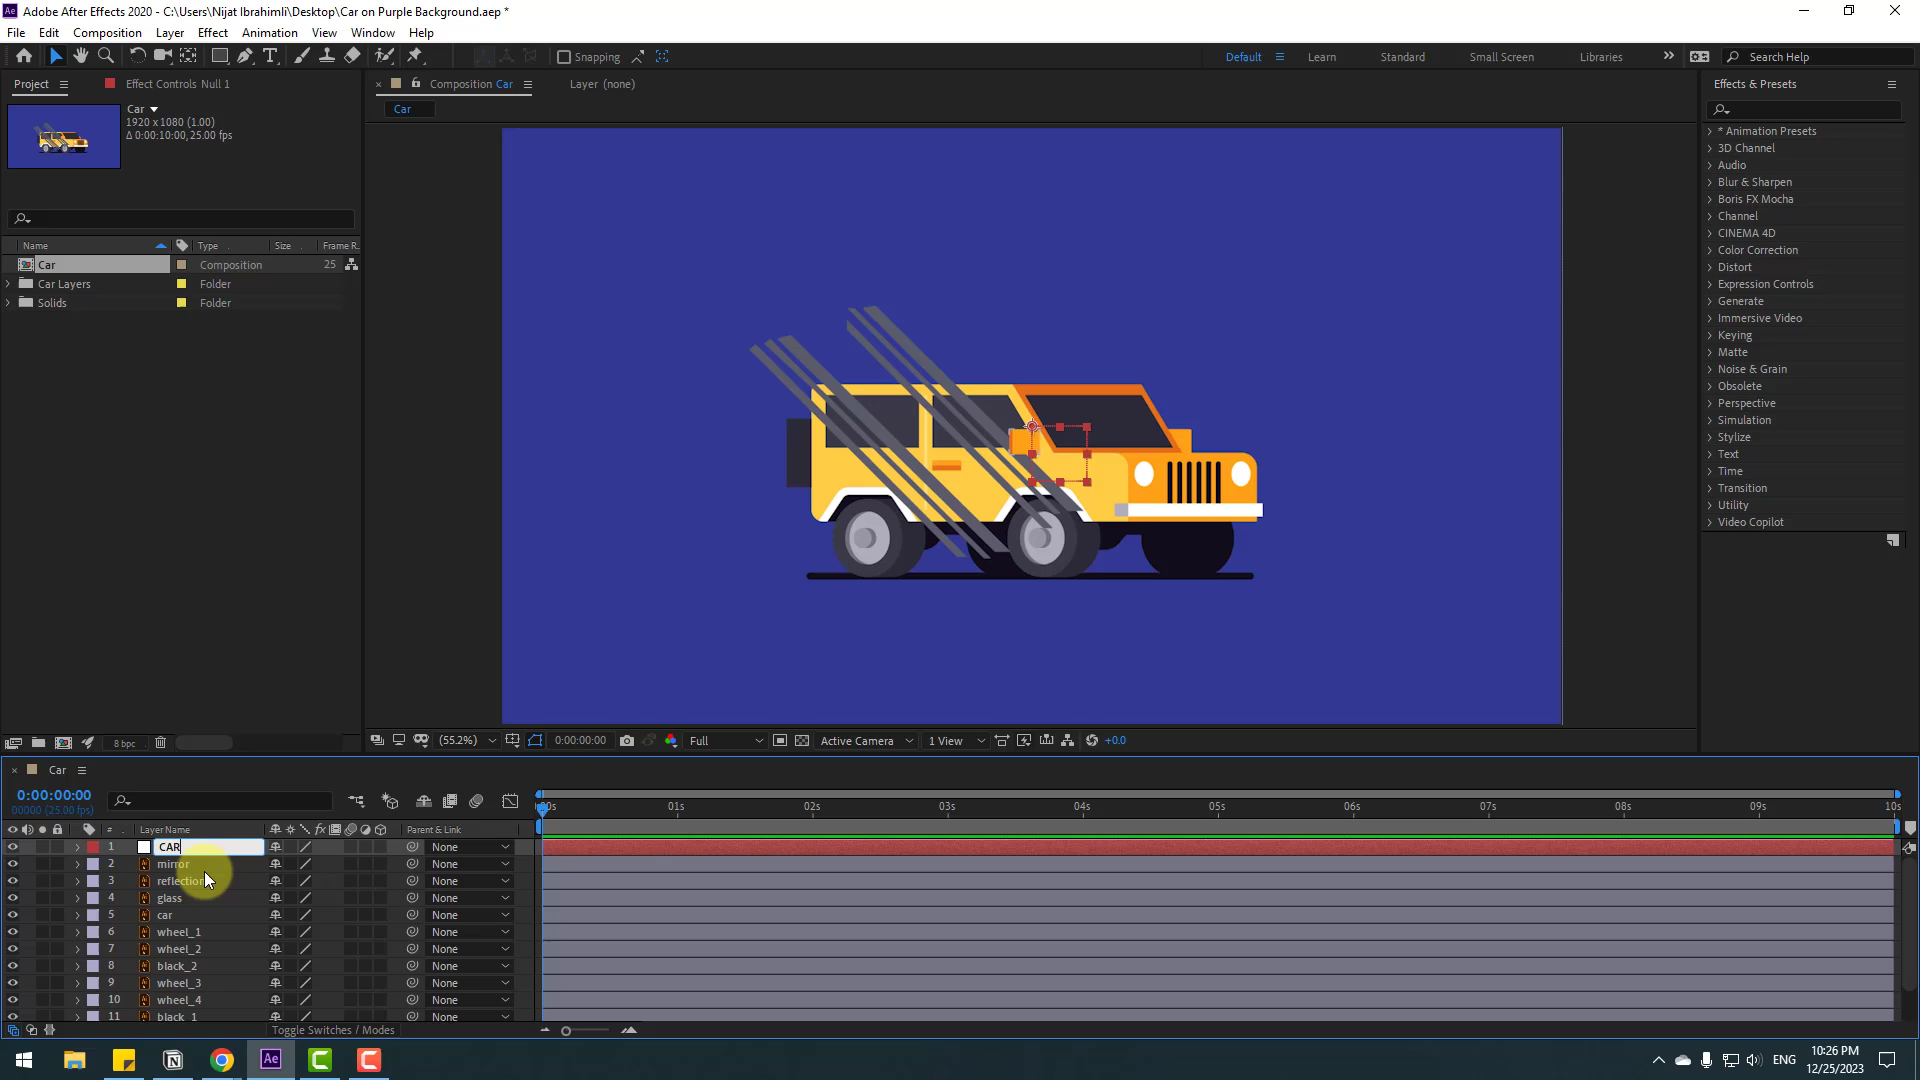 Adobe After Effects 2020 - C:\Users\Nijat Ibrahimli\Desktop\Car on Purple Background.aep *
File Edit Composition Layer Effect Animation View Window Help
Snapping
Default Learn Standard Small Screen Libraries Search Help
Project Effect Controls Null 1
Composition Car Layer (none)
Effects & Presets
Car
1920 x 1080 (1.00)
Δ 0:00:10:00, 25.00 fps
Car
* Animation Presets
3D Channel
Audio
Blur & Sharpen
Boris FX Mocha
Channel
CINEMA 4D
Color Correction
Distort
Expression Controls
Generate
Immersive Video
Keying
Matte
Noise & Grain
Obsolete
Perspective
Simulation
Stylize
Text
Time
Transition
Utility
Video Copilot
Name Type Size Frame R..
Car Composition 25
Car Layers Folder
Solids Folder
8 bpc
(55.2%) 0:00:00:00 Full Active Camera 1 View +0.0
Car
0:00:00:00
00000 (25.00 fps)
:00s 01s 02s 03s 04s 05s 06s 07s 08s 09s 10s
# Layer Name fx Parent & Link
1 CAR None
2 mirror None
3 reflection None
4 glass None
5 car None
6 wheel_1 None
7 wheel_2 None
8 black_2 None
9 wheel_3 None
10 wheel_4 None
11 black_1 None
Toggle Switches / Modes
Ae
ENG
10:26 PM
12/25/2023